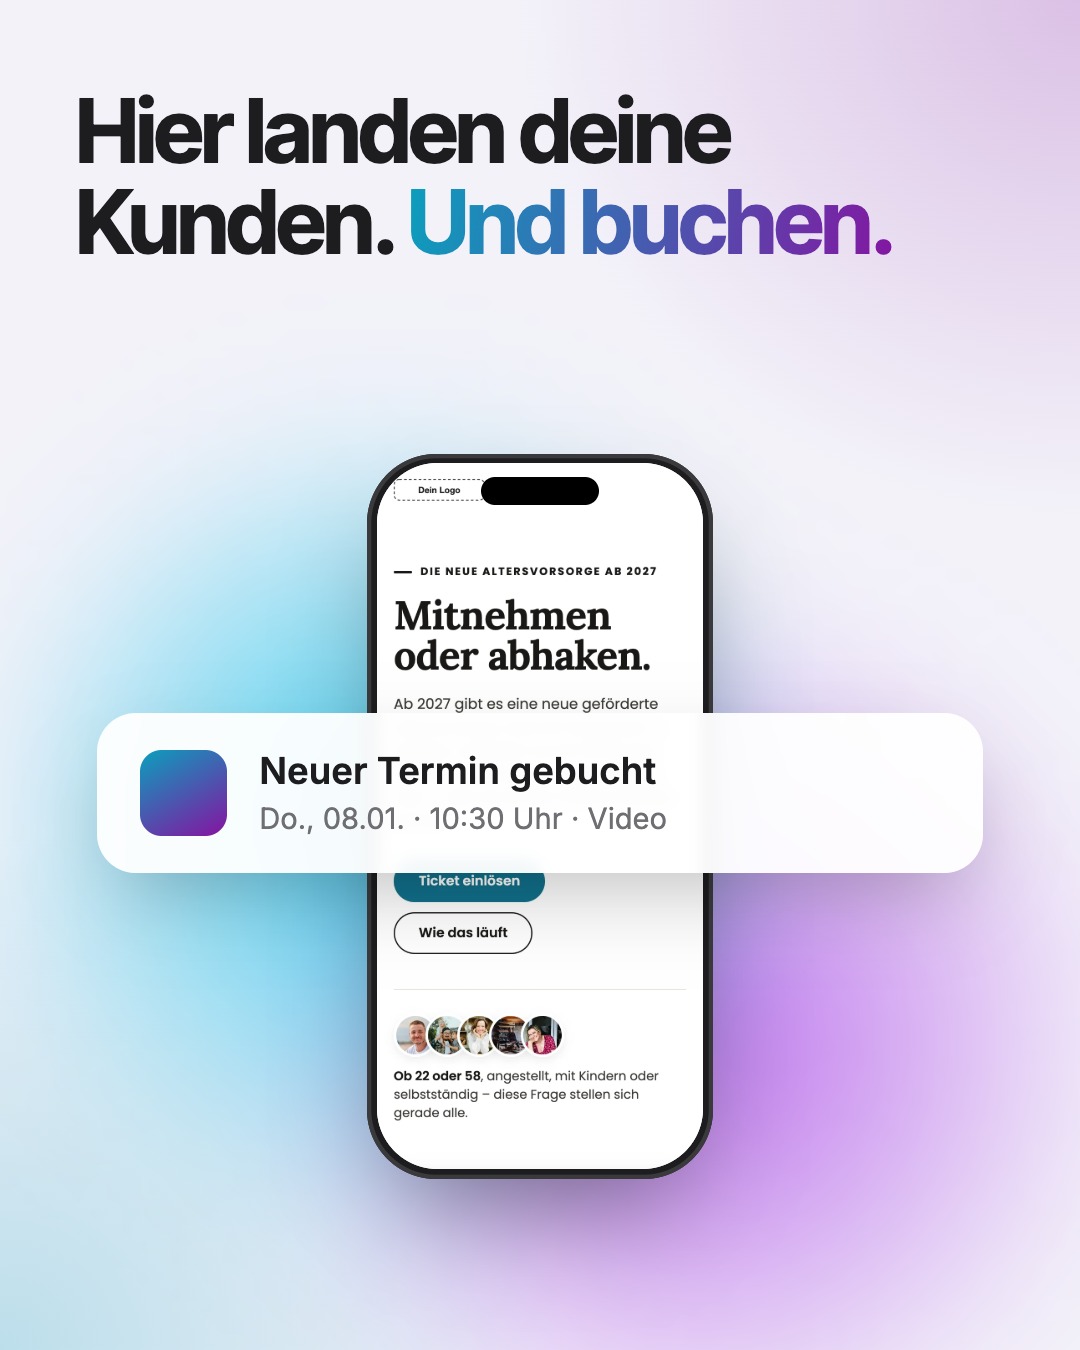 Hier landen deine
Kunden. Und buchen.
Dein Logo
DIE NEUE ALTERSVORSORGE AB 2027
Mitnehmen
oder abhaken.
Ab 2027 gibt es eine neue geförderte
Neuer Termin gebucht
Do., 08.01. · 10:30 Uhr · Video
Ticket einlösen
Wie das läuft
Ob 22 oder 58, angestellt, mit Kindern oder
selbstständig – diese Frage stellen sich
gerade alle.